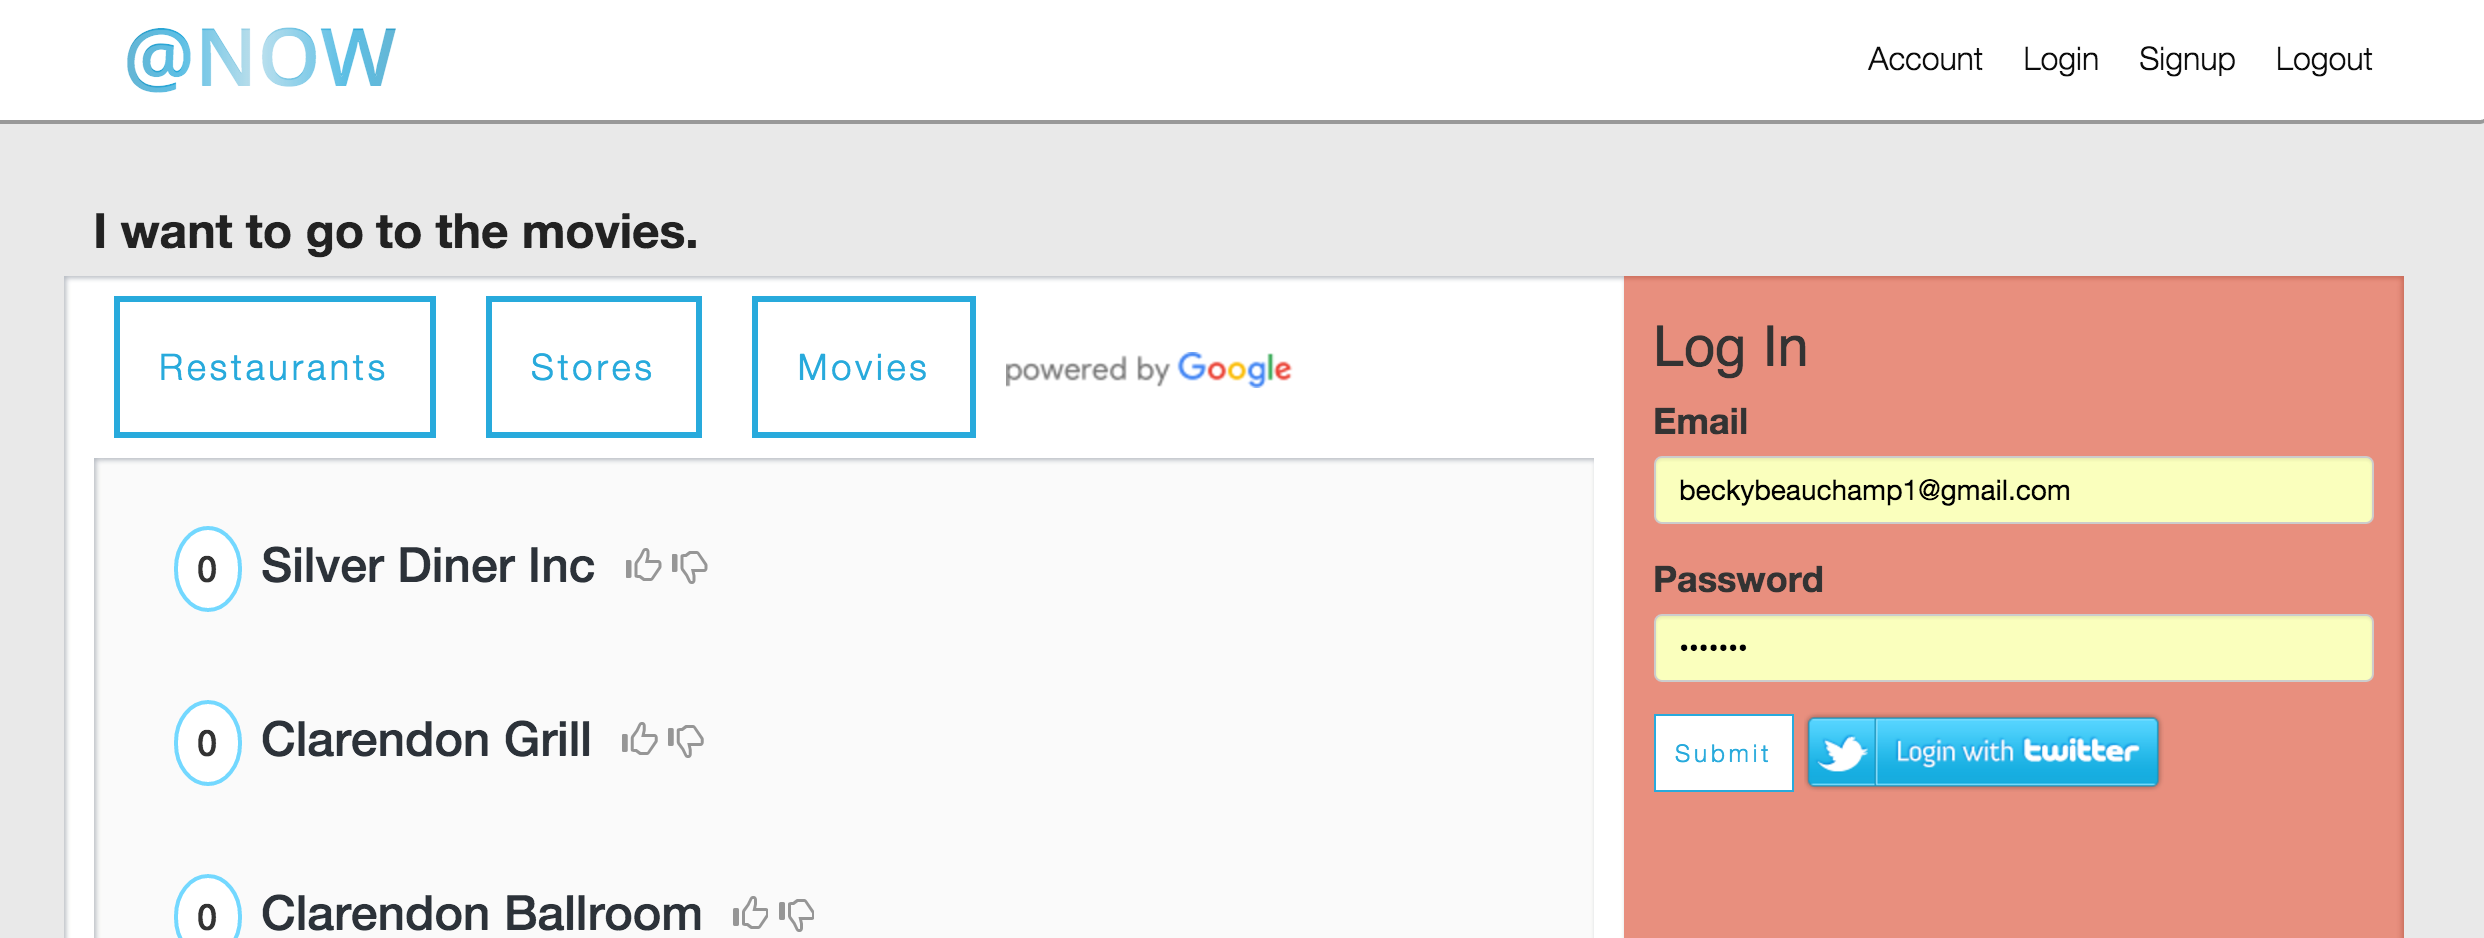 @NOW
Account Login Signup Logout
I want to go to the movies.
Restaurants Stores Movies powered by Google
0 Silver Diner Inc
0 Clarendon Grill
0 Clarendon Ballroom
Log In
Email
beckybeauchamp1@gmail.com
Password
•••••••
Submit Login with twitter